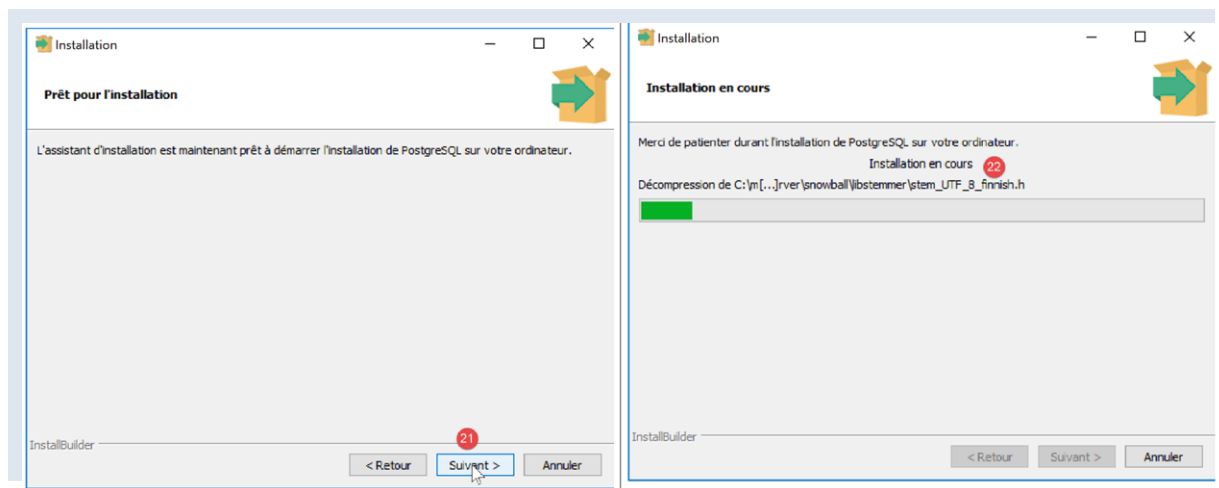 Installation
Prêt pour l'installation
L'assistant d'installation est maintenant prêt à démarrer l'installation de PostgreSQL sur votre ordinateur.
InstallBuilder
21
< Retour
Suivant >
Annuler
Installation
Installation en cours
Merci de patienter durant l'installation de PostgreSQL sur votre ordinateur.
Installation en cours 22
Décompression de C:\m[...]rver\snowball\libstemmer\stem_UTF_8_finnish.h
InstallBuilder
< Retour
Suivant >
Annuler